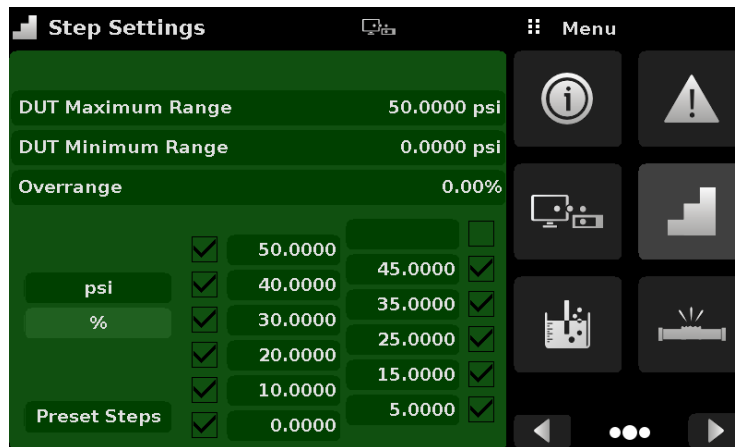 Step Settings
Menu
DUT Maximum Range 50.0000 psi
DUT Minimum Range 0.0000 psi
Overrange 0.00%
50.0000
45.0000
psi
40.0000
35.0000
%
30.0000
25.0000
20.0000
15.0000
10.0000
5.0000
Preset Steps
0.0000